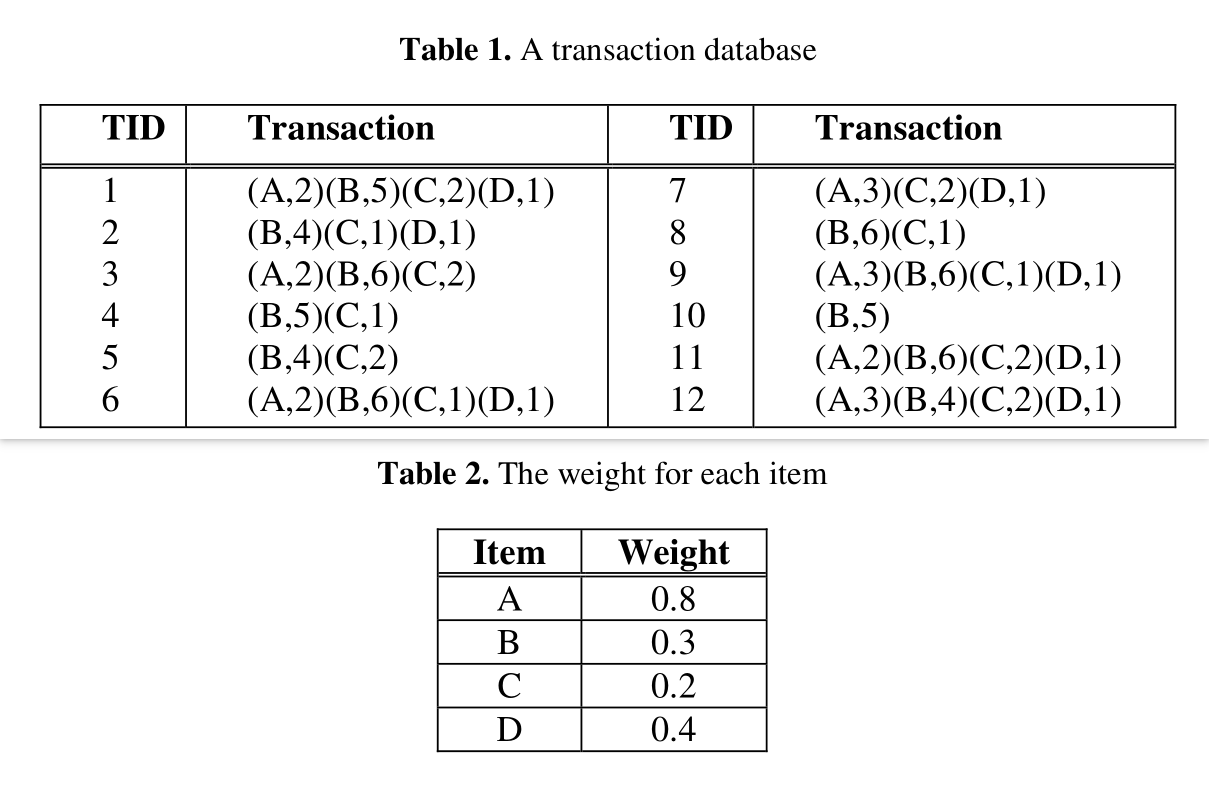 Table 1. A transaction database
TID Transaction TID Transaction
1 (A,2)(B,5)(C,2)(D,1) 7 (A,3)(C,2)(D,1)
2 (B,4)(C,1)(D,1) 8 (B,6)(C,1)
3 (A,2)(B,6)(C,2) 9 (A,3)(B,6)(C,1)(D,1)
4 (B,5)(C,1) 10 (B,5)
5 (B,4)(C,2) 11 (A,2)(B,6)(C,2)(D,1)
6 (A,2)(B,6)(C,1)(D,1) 12 (A,3)(B,4)(C,2)(D,1)
Table 2. The weight for each item
Item Weight
A 0.8
B 0.3
C 0.2
D 0.4